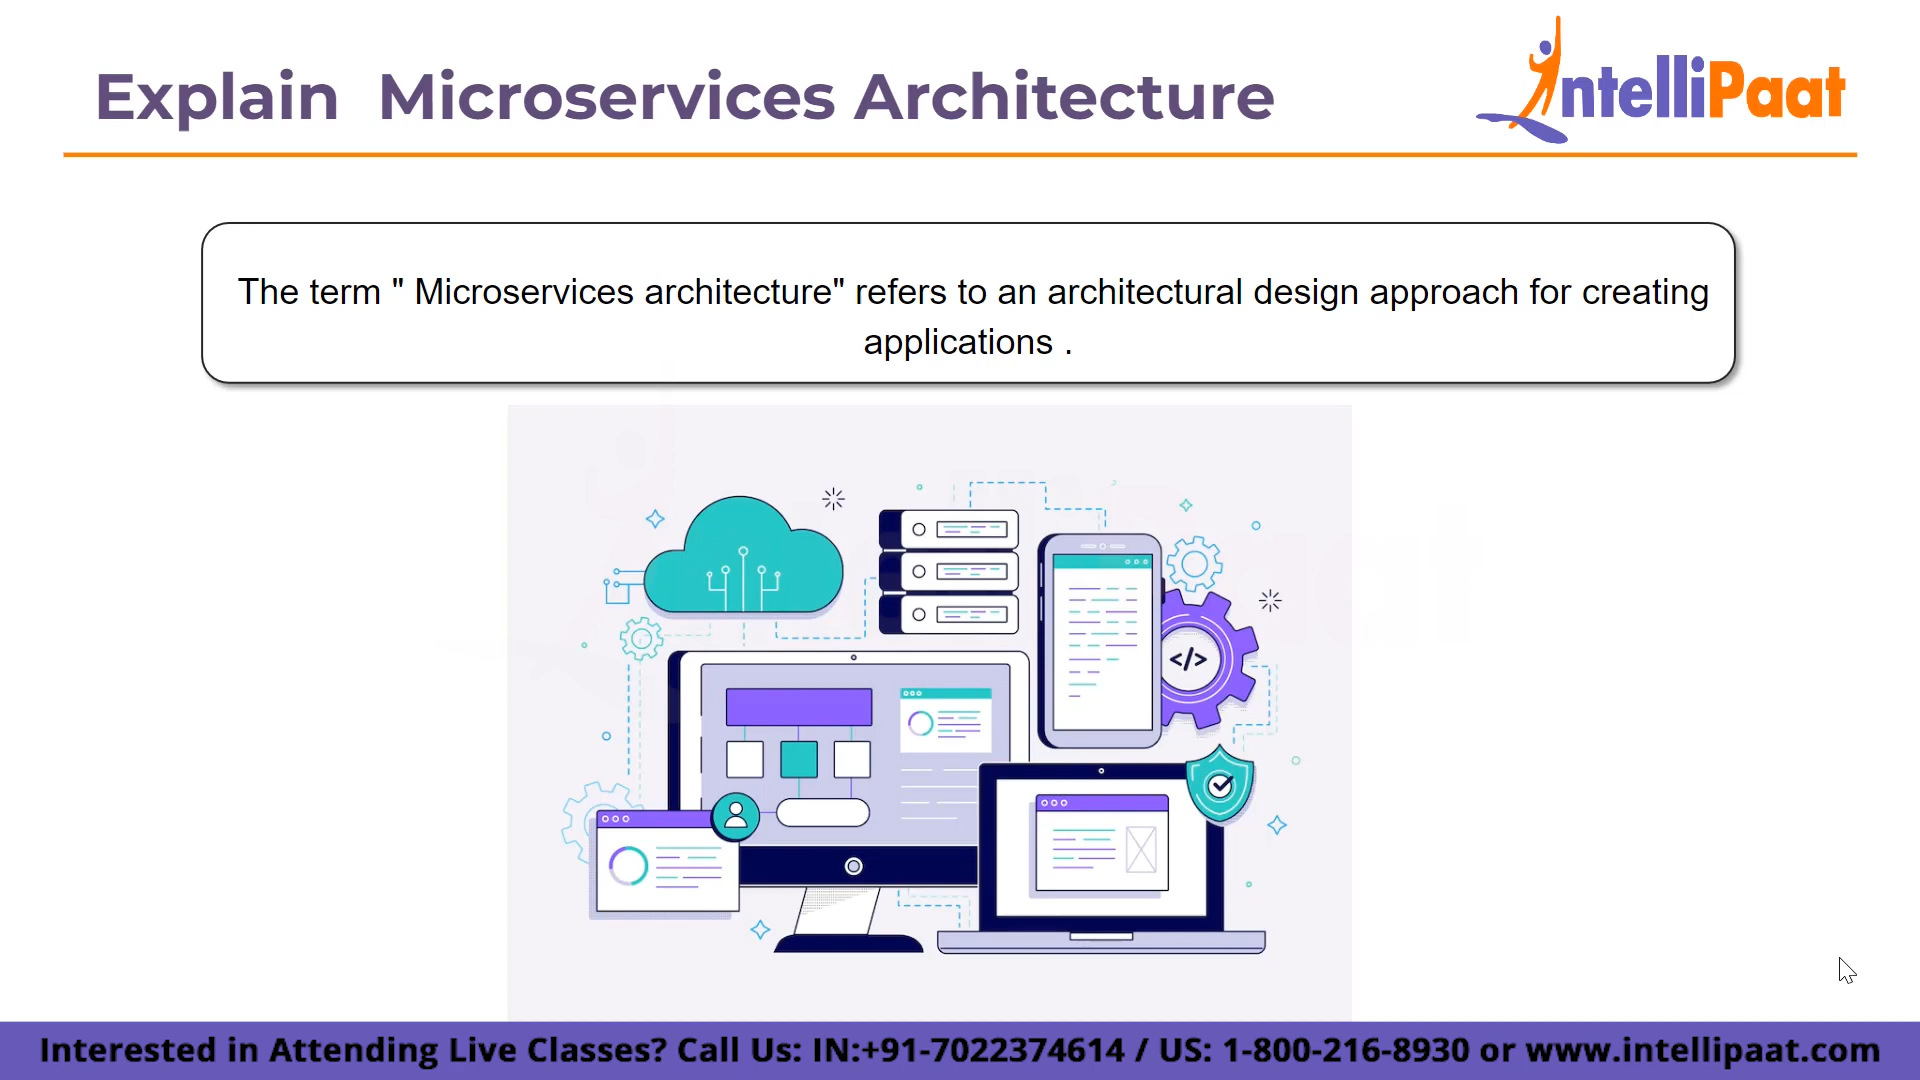 Explain  Microservices Architecture
IntelliPaat
The term " Microservices architecture" refers to an architectural design approach for creating
applications .
</>
Interested in Attending Live Classes? Call Us: IN:+91-7022374614 / US: 1-800-216-8930 or www.intellipaat.com